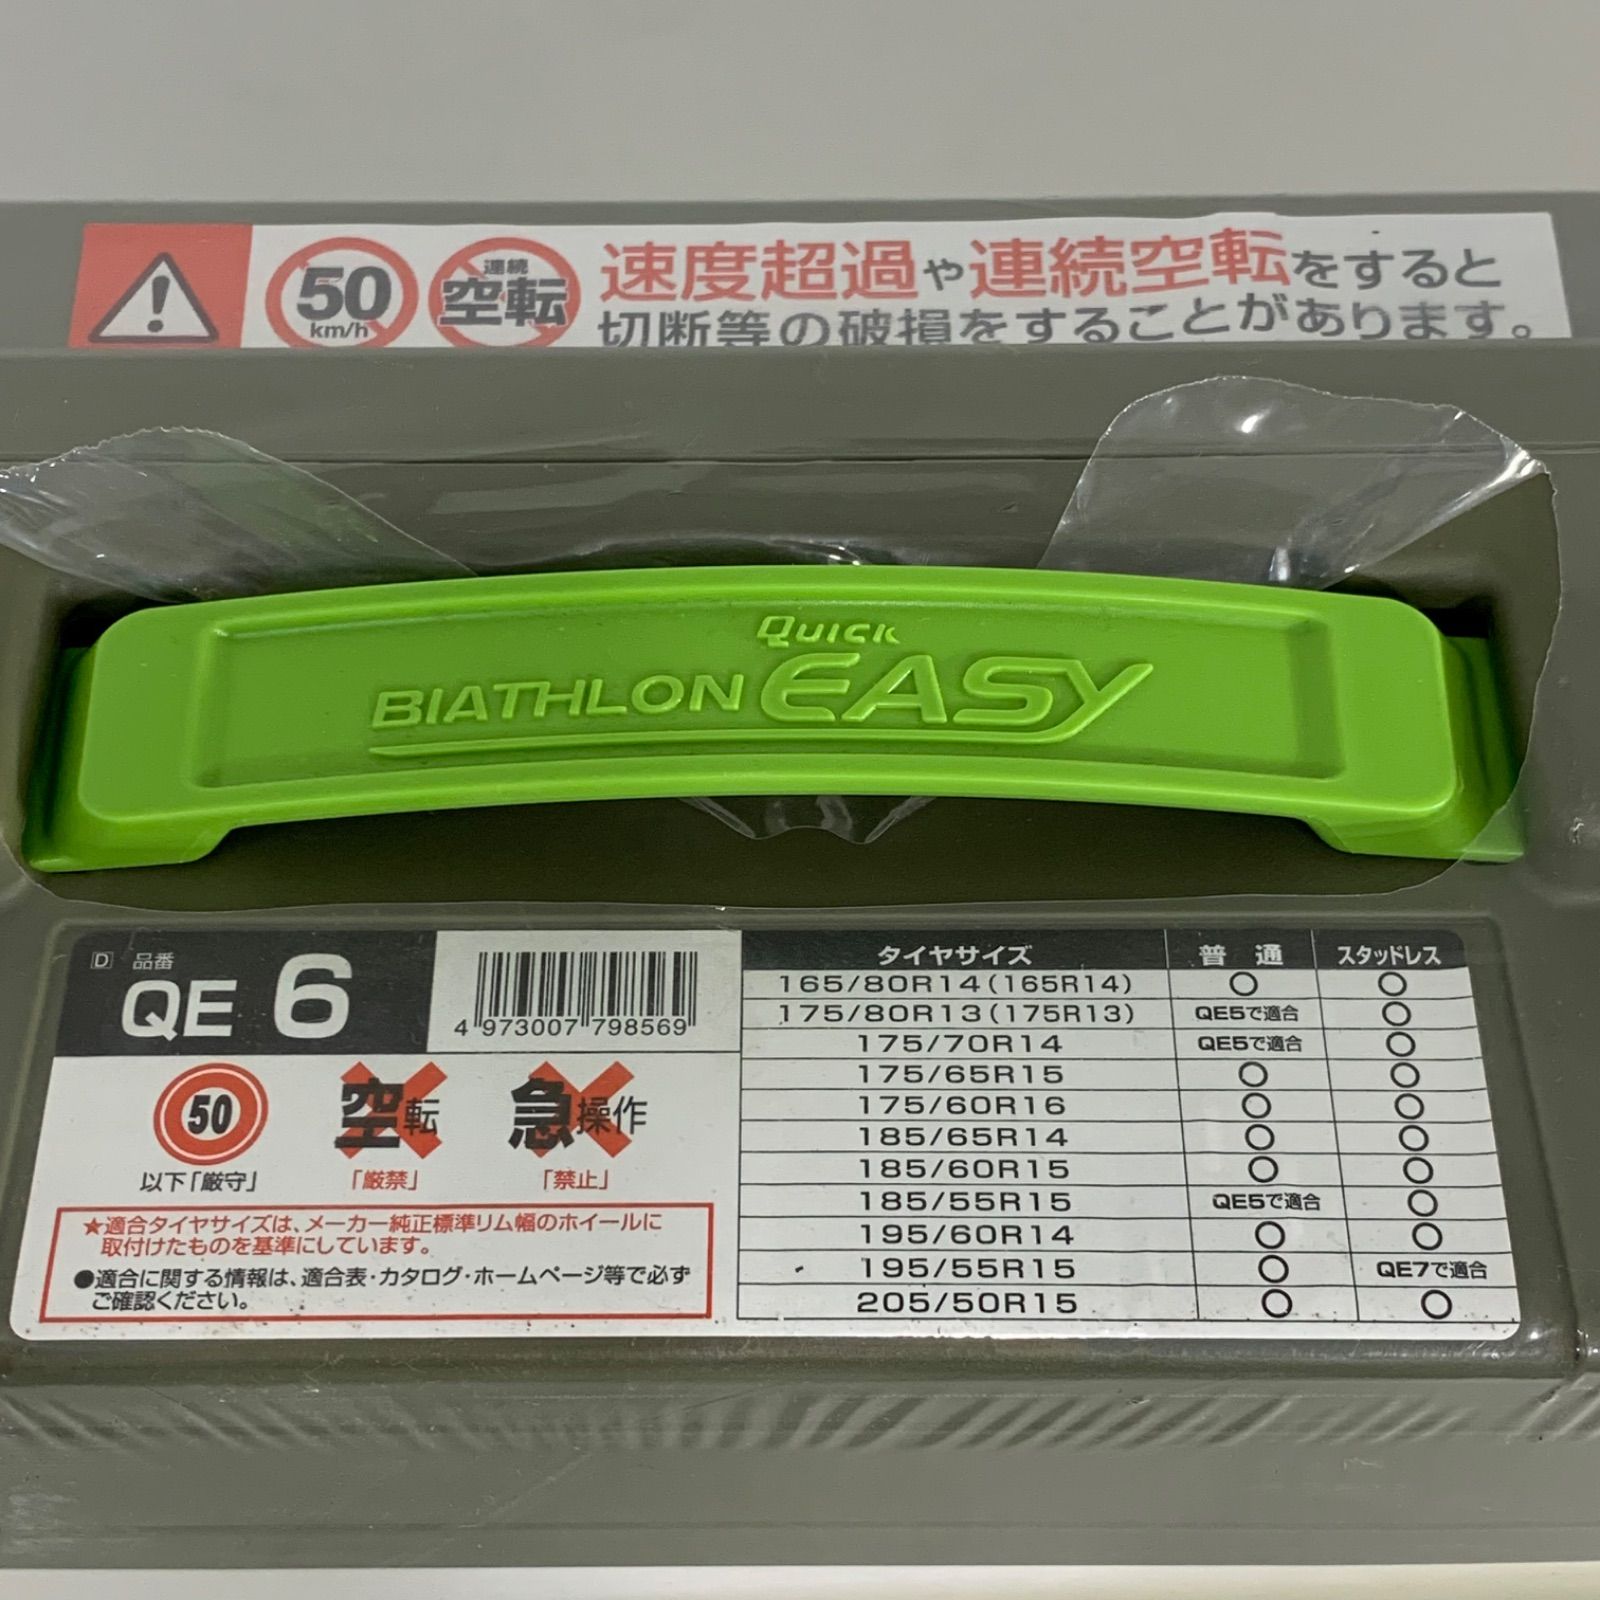 50
km/h
連続
空転
速度超過や連続空転をすると
切断等の破損をすることがあります。
QUICK
BIATHLON EASY
D 品番
QE 6
4 973007 798569
50
以下「厳守」
空転
「厳禁」
急操作
「禁止」
★適合タイヤサイズは、メーカー純正標準リム幅のホイールに
取付けたものを基準にしています。
●適合に関する情報は、適合表・カタログ・ホームページ等で必ず
ご確認ください。
タイヤサイズ 普通 スタッドレス
165/80R14(165R14) ○ ○
175/80R13(175R13) QE5で適合 ○
175/70R14 QE5で適合 ○
175/65R15 ○ ○
175/60R16 ○ ○
185/65R14 ○ ○
185/60R15 ○ ○
185/55R15 QE5で適合 ○
195/60R14 ○ ○
195/55R15 ○ QE7で適合
205/50R15 ○ ○